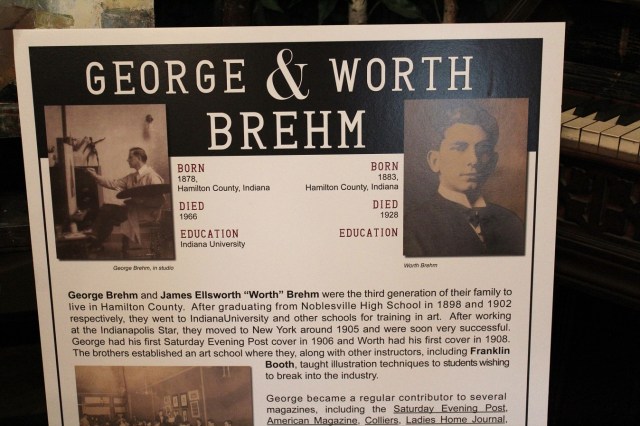 GEORGE & WORTH
BREHM
BORN
1878,
Hamilton County, Indiana
DIED
1966
EDUCATION
Indiana University
BORN
1883,
Hamilton County, Indiana
DIED
1928
EDUCATION
George Brehm, in studio
Worth Brehm
George Brehm and James Ellsworth “Worth” Brehm were the third generation of their family to
live in Hamilton County. After graduating from Noblesville High School in 1898 and 1902
respectively, they went to IndianaUniversity and other schools for training in art. After working
at the Indianapolis Star, they moved to New York around 1905 and were soon very successful.
George had his first Saturday Evening Post cover in 1906 and Worth had his first cover in 1908.
The brothers established an art school where they, along with other instructors, including Franklin
Booth, taught illustration techniques to students wishing
to break into the industry.
George became a regular contributor to several
magazines, including the Saturday Evening Post,
American Magazine, Colliers, Ladies Home Journal,